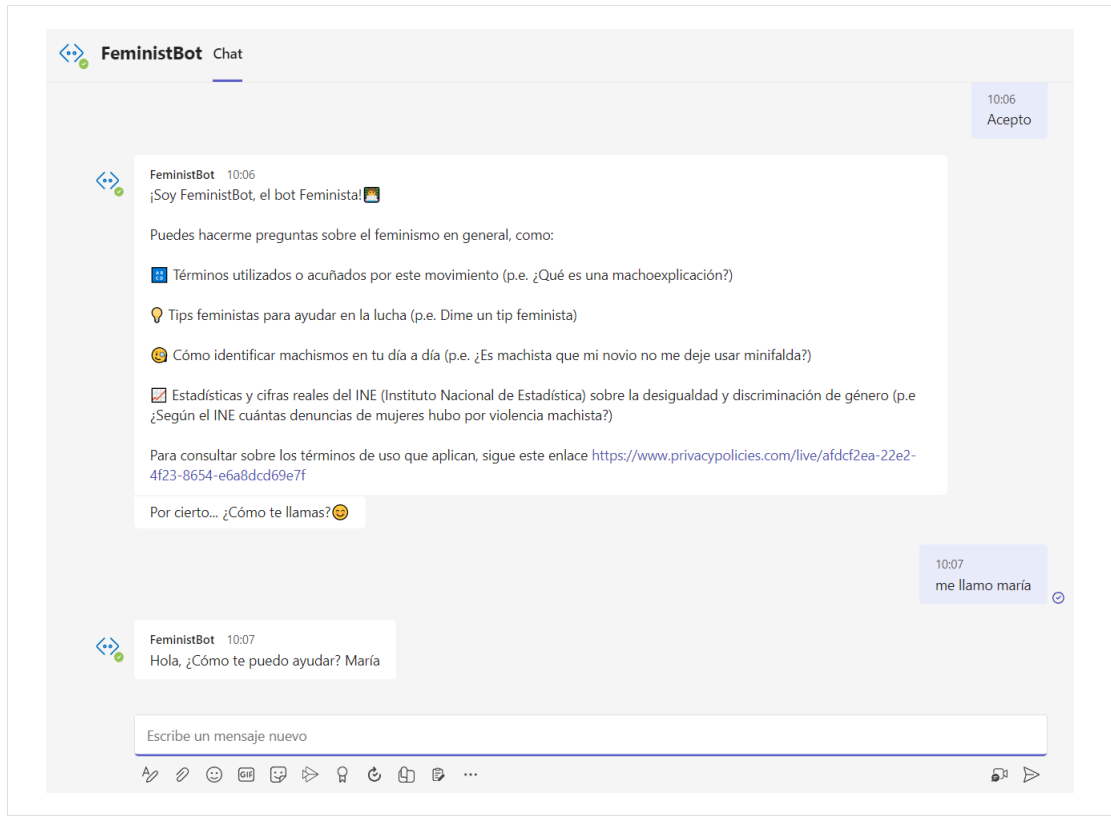 FeministBot Chat
10:06
Acepto
FeministBot 10:06
¡Soy FeministBot, el bot Feminista!
Puedes hacerme preguntas sobre el feminismo en general, como:
Términos utilizados o acuñados por este movimiento (p.e. ¿Qué es una machoexplicación?)
Tips feministas para ayudar en la lucha (p.e. Dime un tip feminista)
Cómo identificar machismos en tu día a día (p.e. ¿Es machista que mi novio no me deje usar minifalda?)
Estadísticas y cifras reales del INE (Instituto Nacional de Estadística) sobre la desigualdad y discriminación de género (p.e
¿Según el INE cuántas denuncias de mujeres hubo por violencia machista?)
Para consultar sobre los términos de uso que aplican, sigue este enlace https://www.privacypolicies.com/live/afdcf2ea-22e2-
4f23-8654-e6a8dcd69e7f
Por cierto... ¿Cómo te llamas?
10:07
me llamo maría
FeministBot 10:07
Hola, ¿Cómo te puedo ayudar? María
Escribe un mensaje nuevo
GIF